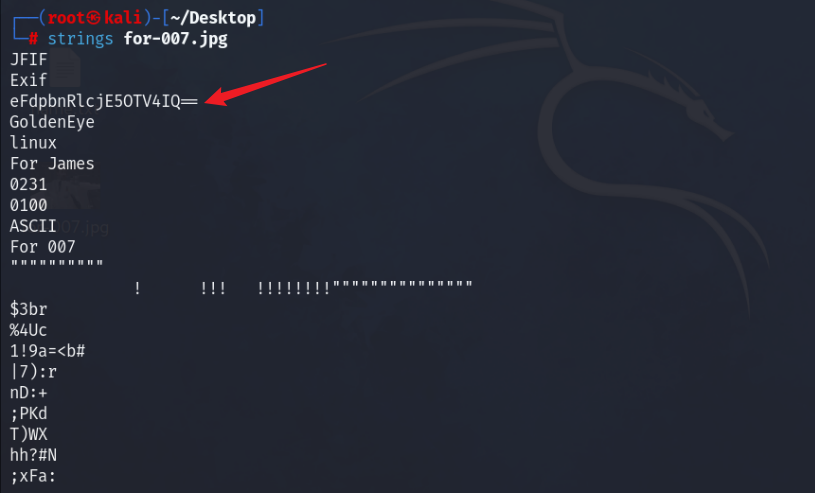 ┌──(root㉿kali)-[~/Desktop]
└─# strings for-007.jpg
JFIF
Exif
eFdpbnRlcjE5OTV4IQ==
GoldenEye
linux
For James
0231
0100
ASCII
For 007
""""""""""
!      !!!   !!!!!!!!"""""""""""""""
$3br
%4Uc
1!9a=<b#
|7):r
nD:+
;PKd
T)WX
hh?#N
;xFa: